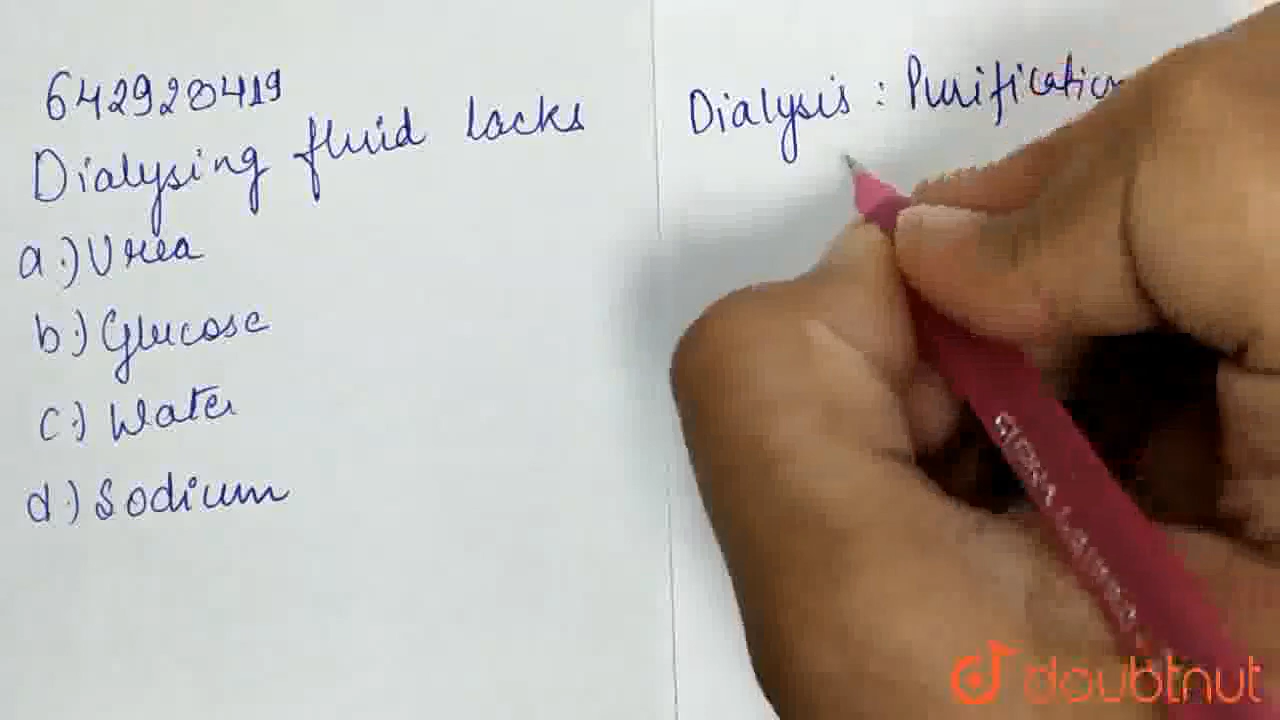 642920419
Dialysing fluid lacks
a.) Urea
b.) Glucose
c.) Water
d.) Sodium
Dialysis : Purification
doubtnut